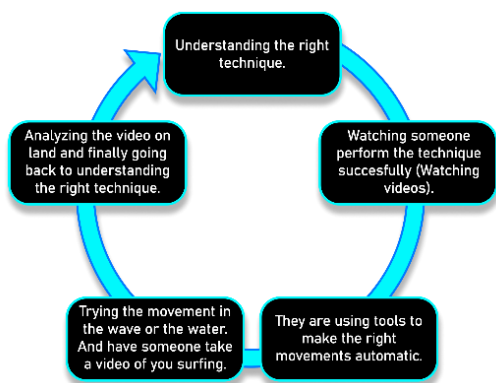 Understanding the right
technique.
Watching someone
perform the technique
succesfully (Watching
videos).
They are using tools to
make the right
movements automatic.
Trying the movement in
the wave or the water.
And have someone take
a video of you surfing.
Analyzing the video on
land and finally going
back to understanding
the right technique.